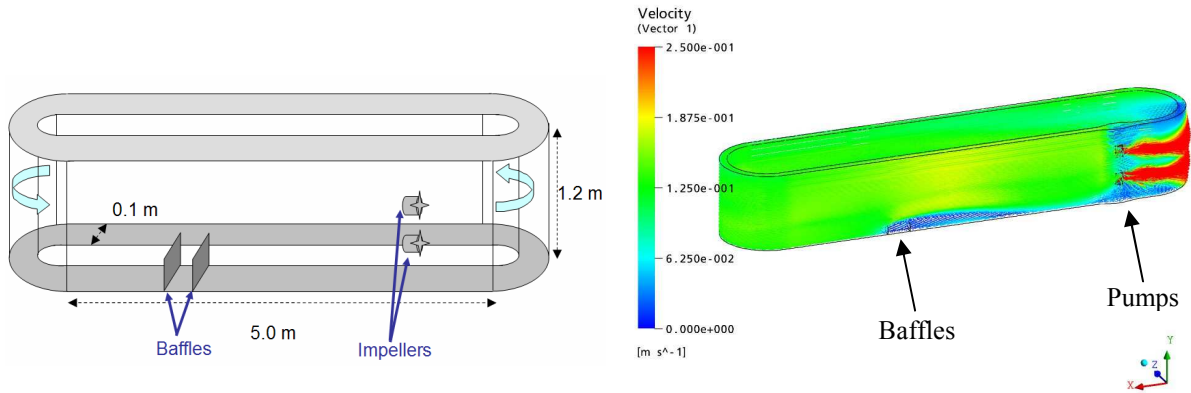 0.1 m
1.2 m
5.0 m
Baffles
Impellers
Velocity
(Vector 1)
2.500e-001
1.875e-001
1.250e-001
6.250e-002
0.000e+000
[m s^-1]
Baffles
Pumps
Y
Z
X